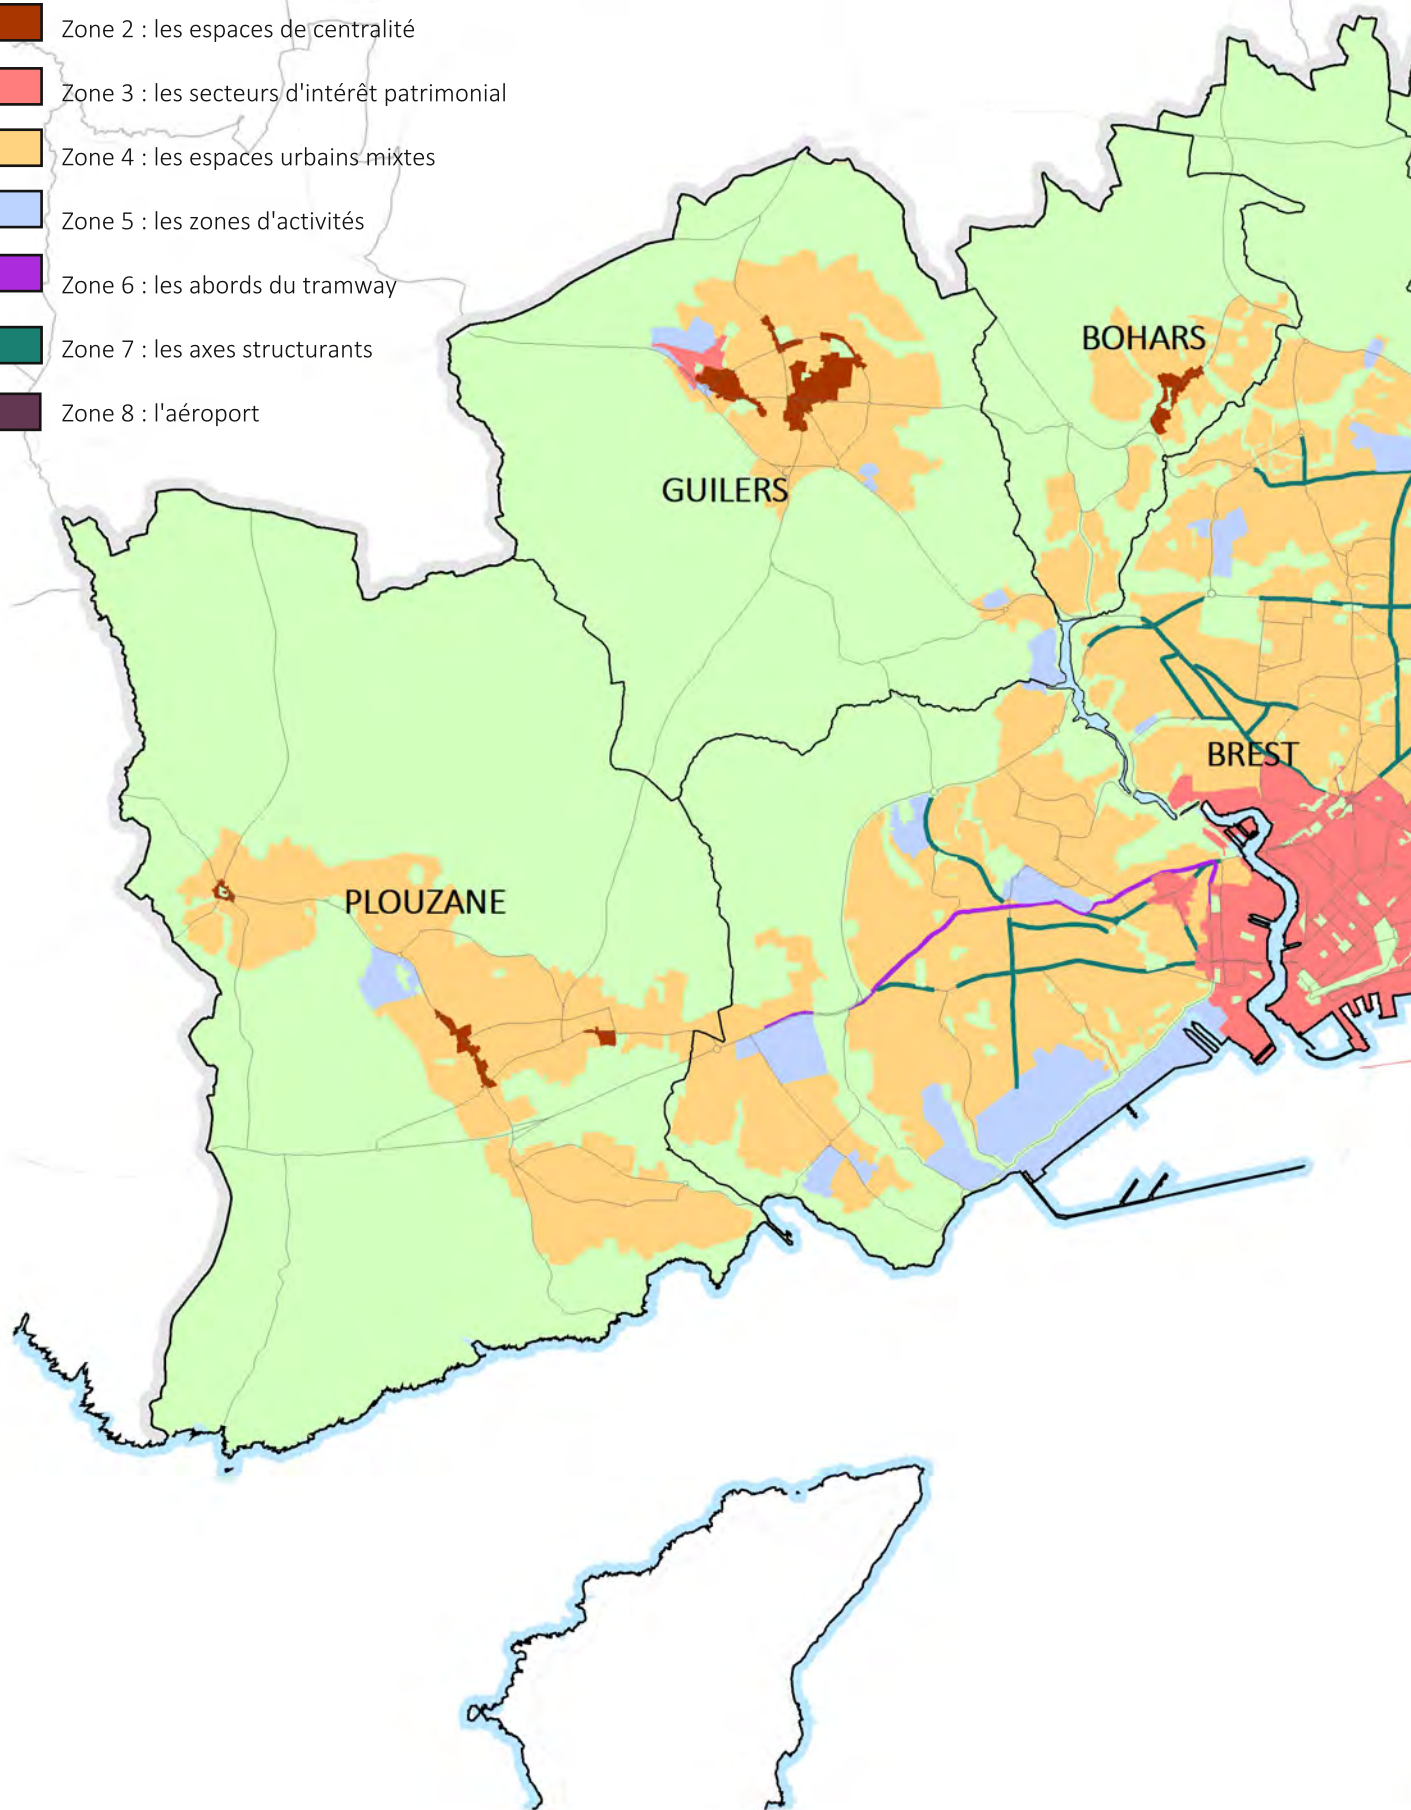 Zone 2 : les espaces de centralité
Zone 3 : les secteurs d'intérêt patrimonial
Zone 4 : les espaces urbains mixtes
Zone 5 : les zones d'activités
Zone 6 : les abords du tramway
Zone 7 : les axes structurants
Zone 8 : l'aéroport
BOHARS
GUILERS
BREST
PLOUZANE